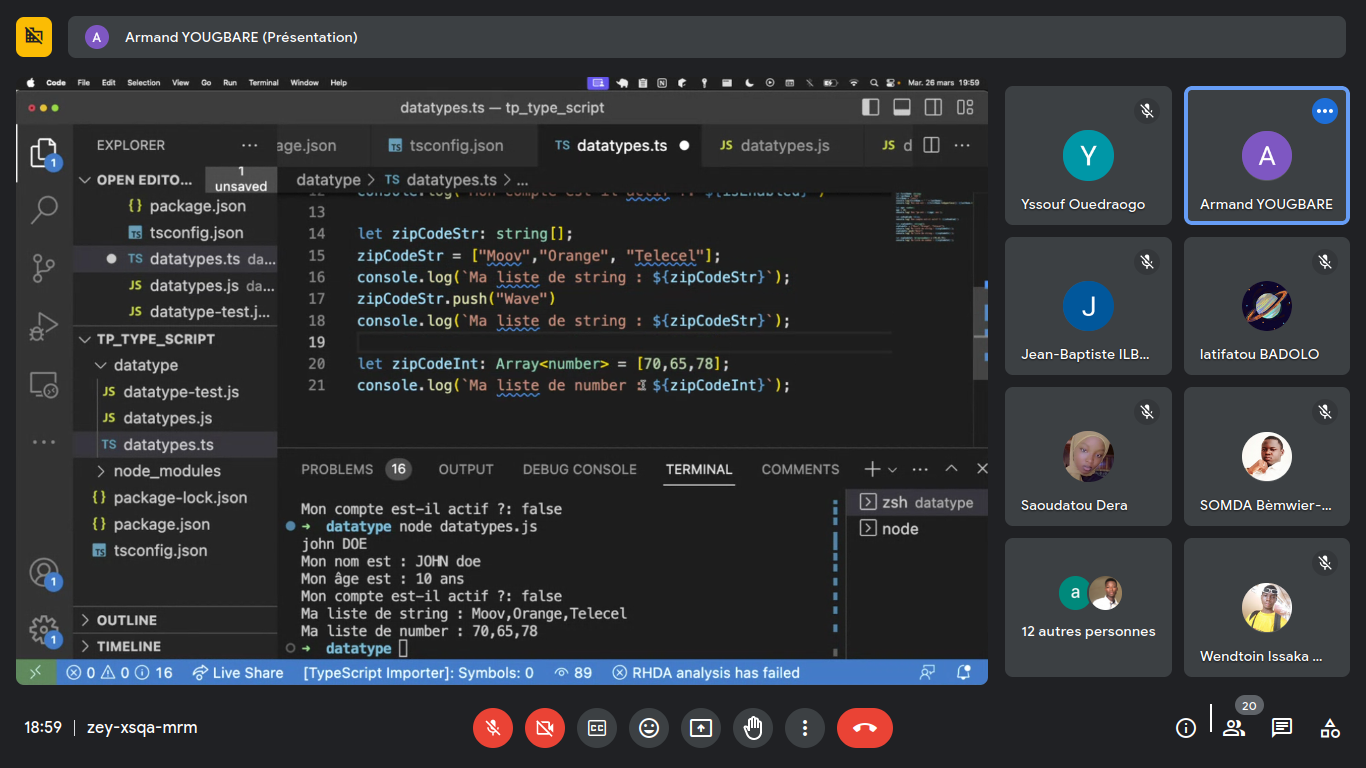 A Armand YOUGBARE (Présentation)
Code File Edit Selection View Go Run Terminal Window Help Mar. 26 mars 19:59
datatypes.ts — tp_type_script
EXPLORER
age.json tsconfig.json TS datatypes.ts JS datatypes.js JS d
OPEN EDITO... 1 unsaved
datatype > TS datatypes.ts > ...
{} package.json
tsconfig.json
TS datatypes.ts da...
JS datatypes.js da...
JS datatype-test.j...
TP_TYPE_SCRIPT
datatype
JS datatype-test.js
JS datatypes.js
TS datatypes.ts
node_modules
{} package-lock.json
{} package.json
tsconfig.json
OUTLINE
TIMELINE
1
1
1
12 console.log(`Mon compte est-il actif ?: ${isEnabled}`)
13
14 let zipCodeStr: string[];
15 zipCodeStr = ["Moov","Orange", "Telecel"];
16 console.log(`Ma liste de string : ${zipCodeStr}`);
17 zipCodeStr.push("Wave")
18 console.log(`Ma liste de string : ${zipCodeStr}`);
19
20 let zipCodeInt: Array<number> = [70,65,78];
21 console.log(`Ma liste de number : ${zipCodeInt}`);
PROBLEMS 16 OUTPUT DEBUG CONSOLE TERMINAL COMMENTS
Mon compte est-il actif ?: false
➜ datatype node datatypes.js
john DOE
Mon nom est : JOHN doe
Mon âge est : 10 ans
Mon compte est-il actif ?: false
Ma liste de string : Moov,Orange,Telecel
Ma liste de number : 70,65,78
➜ datatype
zsh datatype
node
0 0 16 Live Share [TypeScript Importer]: Symbols: 0 89 RHDA analysis has failed
Y
Yssouf Ouedraogo
A
Armand YOUGBARE
J
Jean-Baptiste ILB...
latifatou BADOLO
Saoudatou Dera
SOMDA Bèmwier-...
a
12 autres personnes
Wendtoin Issaka ...
18:59 | zey-xsqa-mrm
CC
20